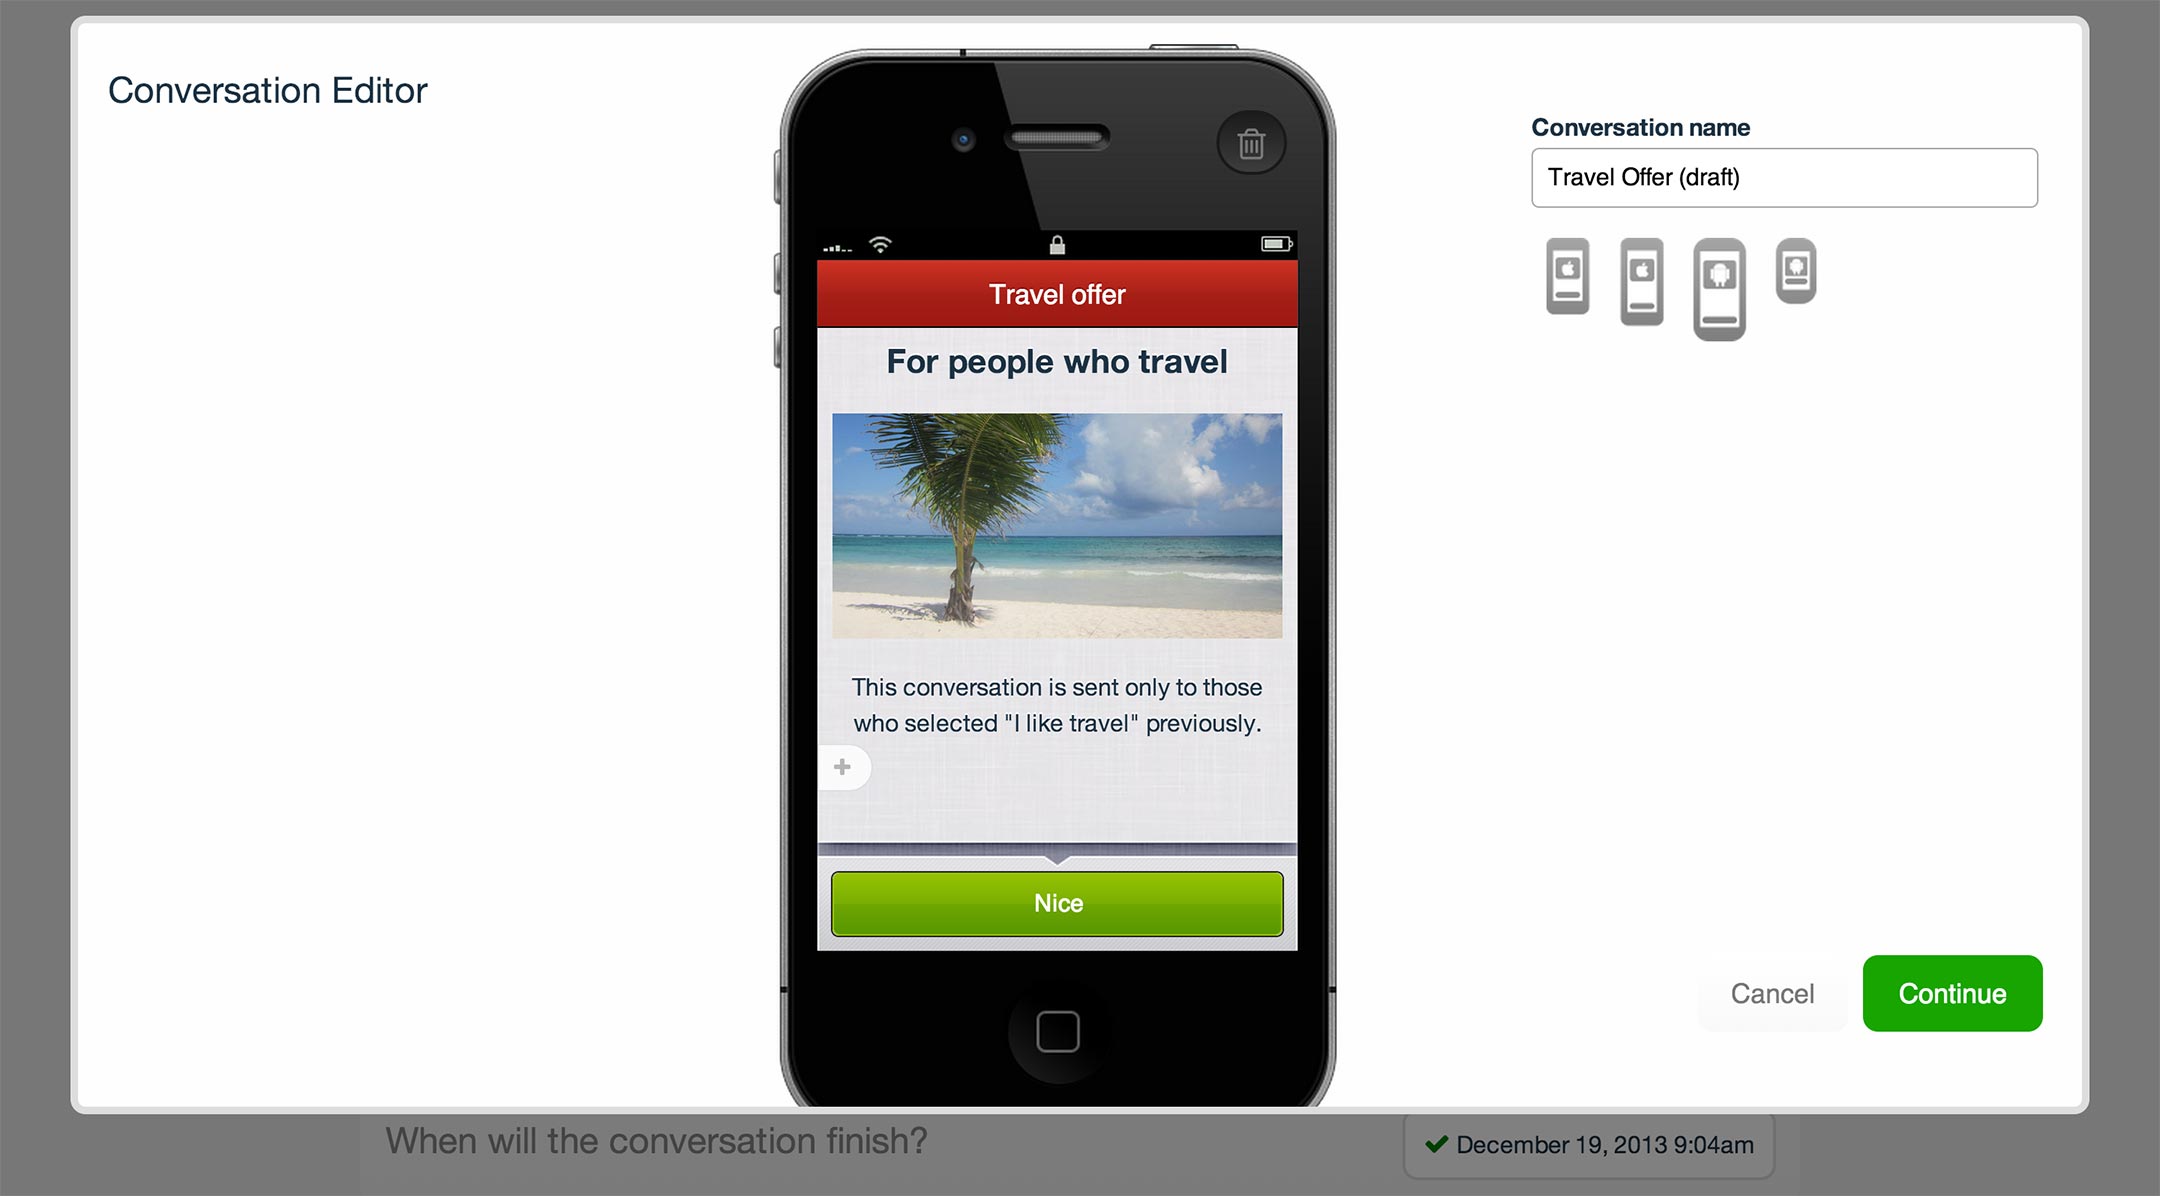 Conversation Editor
Conversation name
Travel Offer (draft)
Travel offer
For people who travel
This conversation is sent only to those
who selected "I like travel" previously.
Nice
Cancel
Continue
When will the conversation finish?
December 19, 2013 9:04am